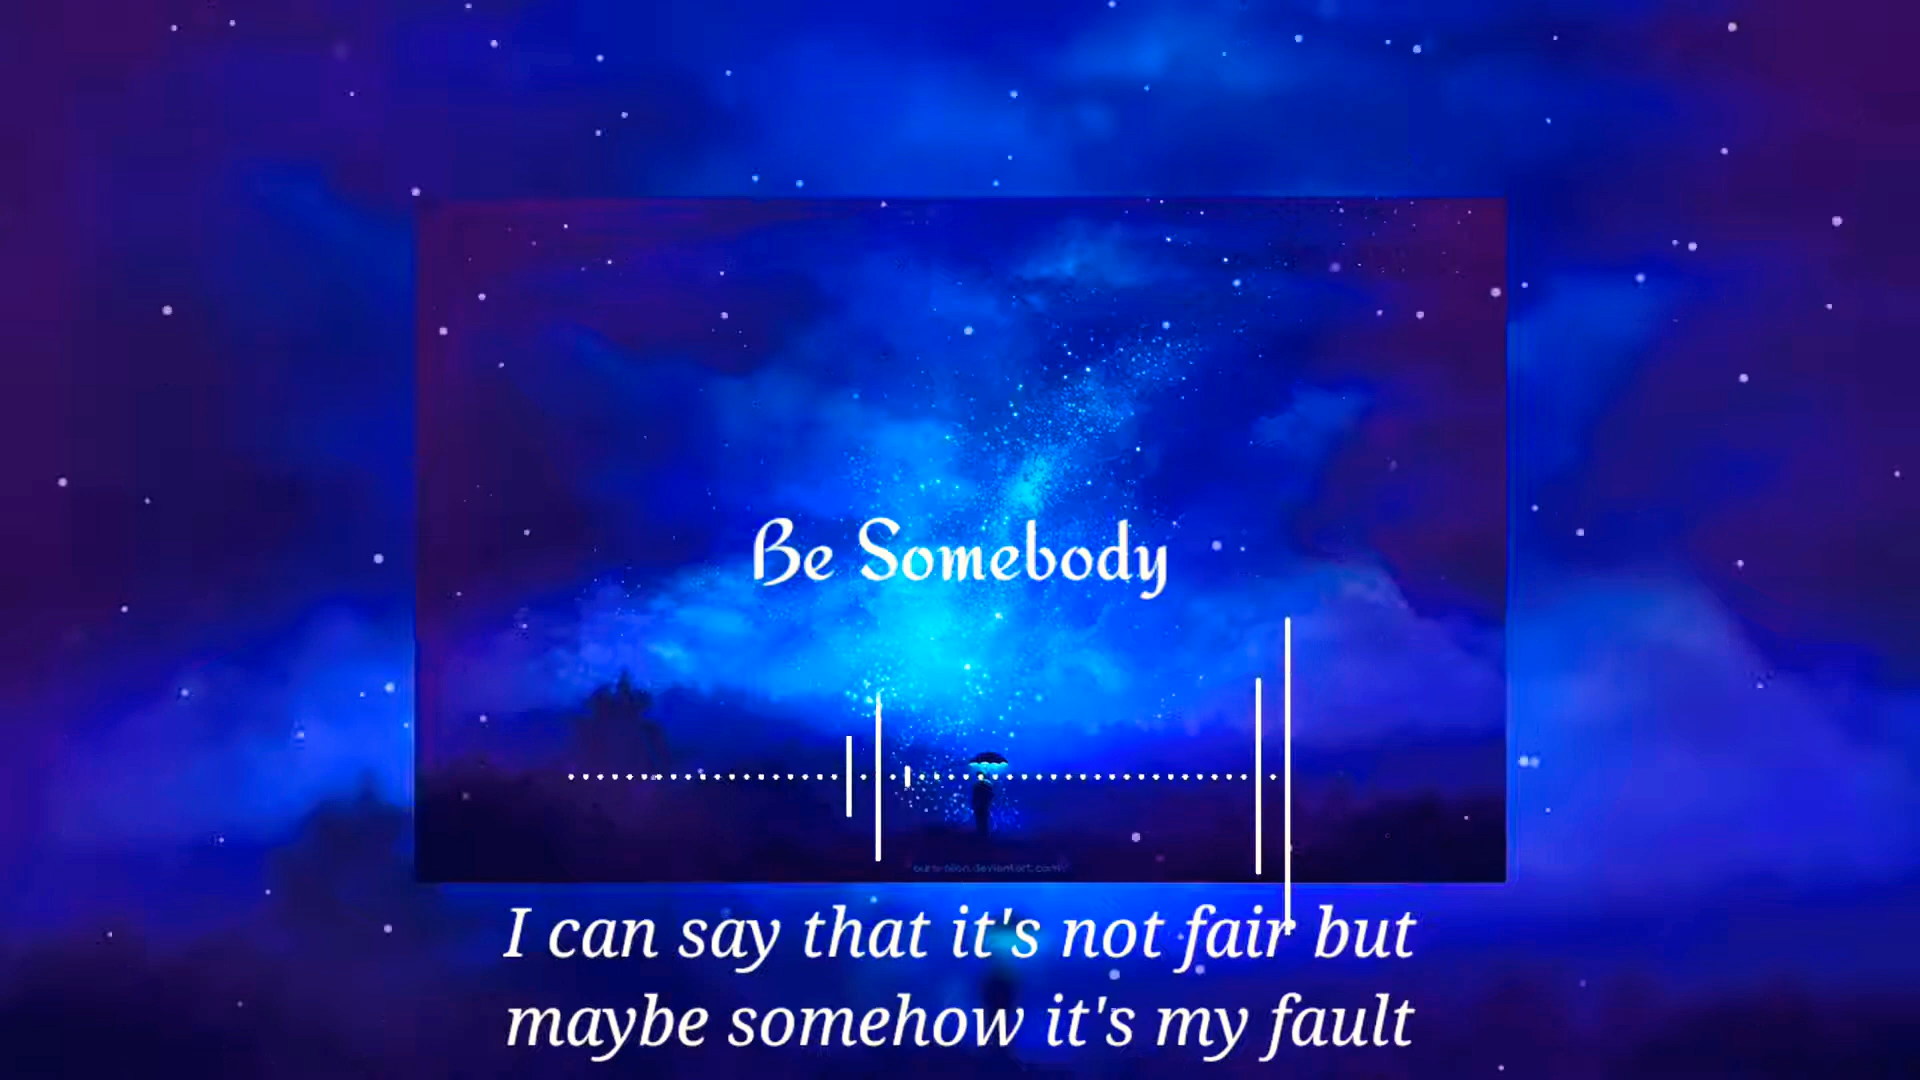 Be Somebody
I can say that it's not fair but
maybe somehow it's my fault